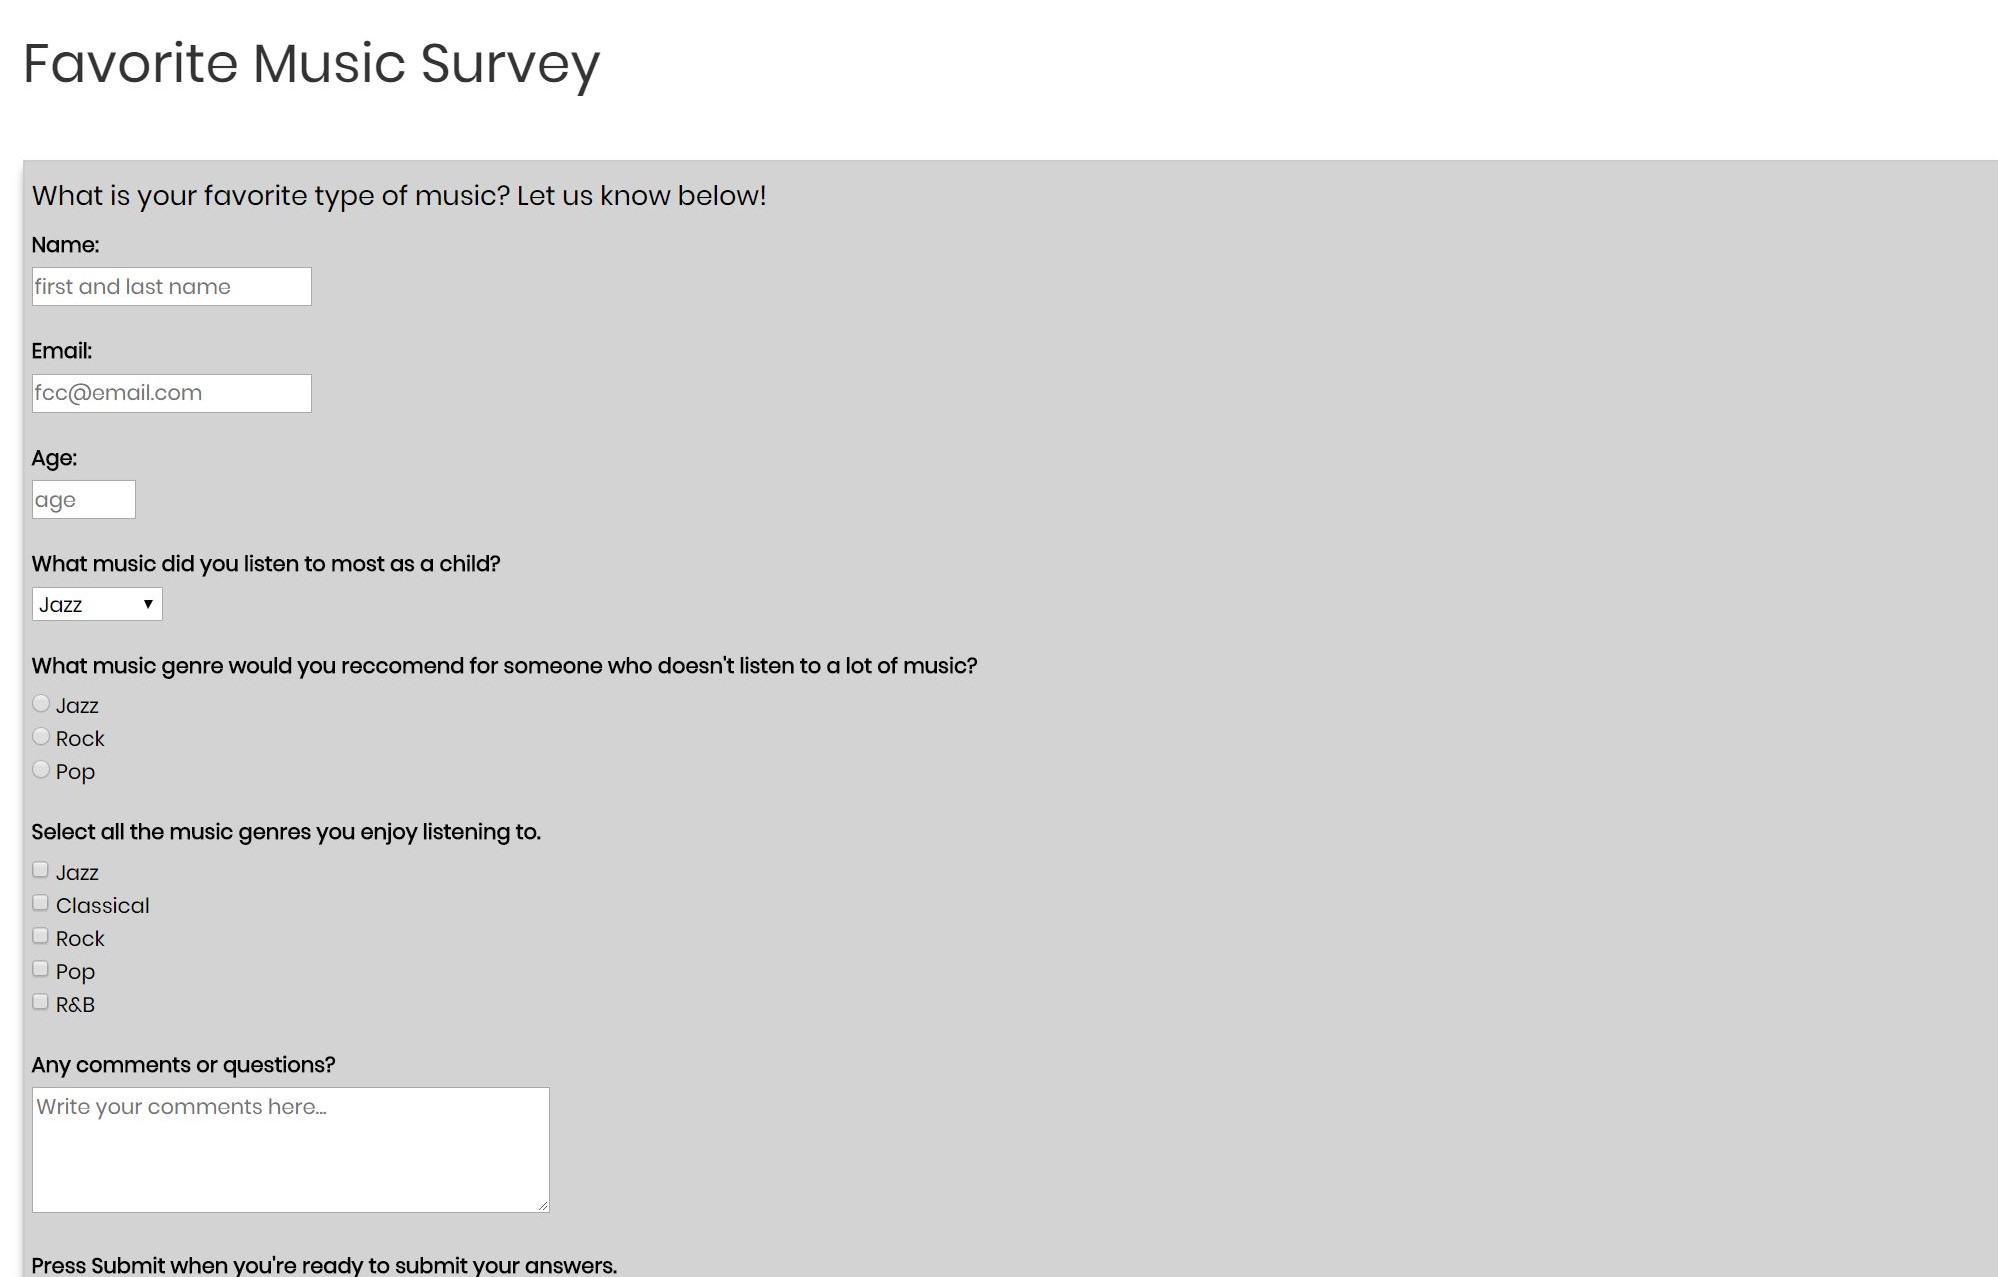 Favorite Music Survey
What is your favorite type of music? Let us know below!
Name:
first and last name
Email:
fcc@email.com
Age:
age
What music did you listen to most as a child?
Jazz
What music genre would you reccomend for someone who doesn't listen to a lot of music?
Jazz
Rock
Pop
Select all the music genres you enjoy listening to.
Jazz
Classical
Rock
Pop
R&B
Any comments or questions?
Write your comments here...
Press Submit when you're ready to submit your answers.